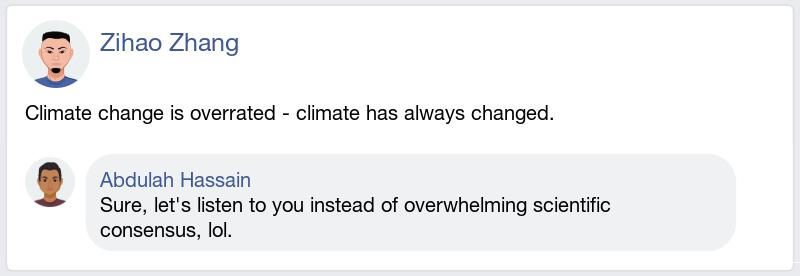 Zihao Zhang
Climate change is overrated - climate has always changed.
Abdulah Hassain
Sure, let's listen to you instead of overwhelming scientific
consensus, lol.